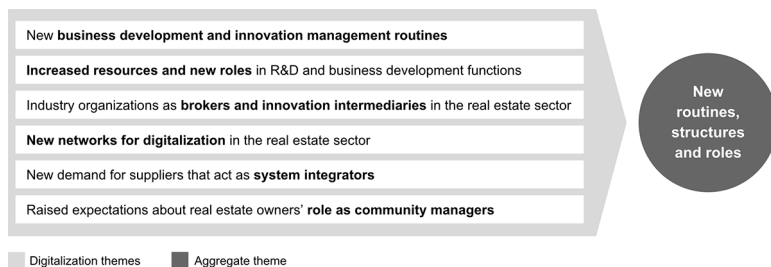 New business development and innovation management routines
Increased resources and new roles in R&D and business development functions
Industry organizations as brokers and innovation intermediaries in the real estate sector
New networks for digitalization in the real estate sector
New demand for suppliers that act as system integrators
Raised expectations about real estate owners' role as community managers
New
routines,
structures
and roles
Digitalization themes
Aggregate theme